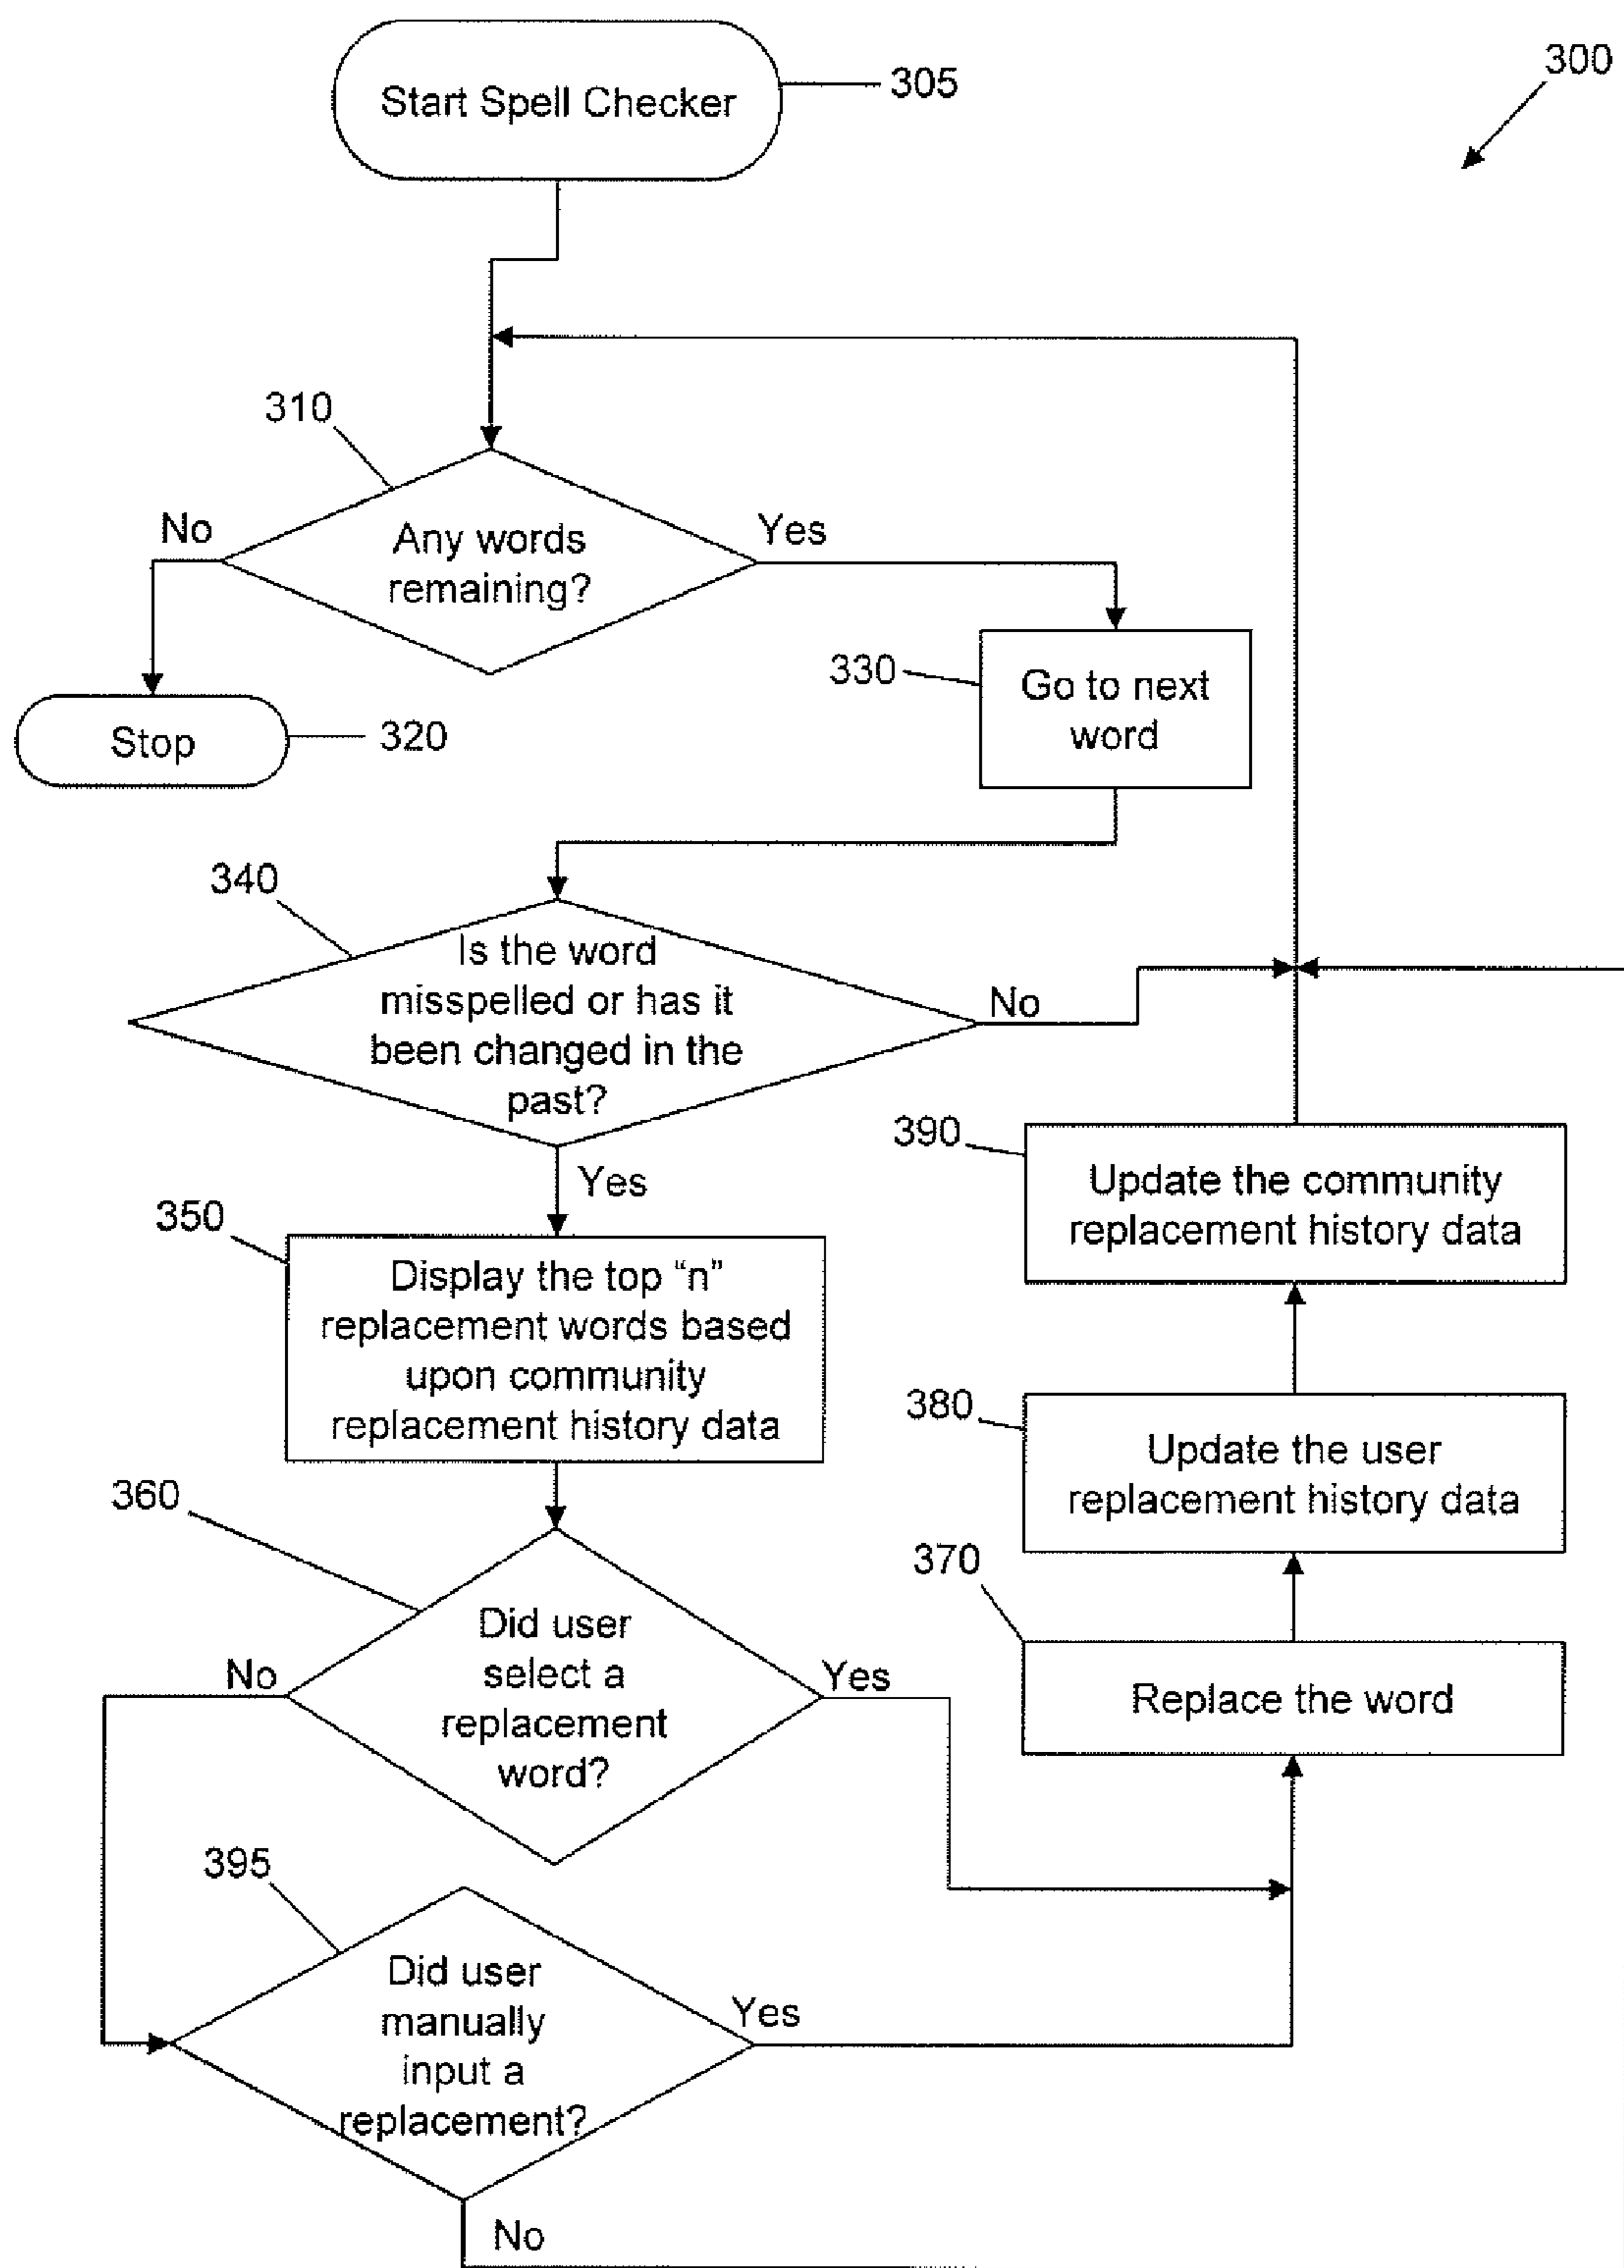 Start Spell Checker
305
300
310
No
Any words
remaining?
Yes
330
Go to next
word
Stop
320
340
Is the word
misspelled or has it
been changed in the
past?
No
Yes
390
Update the community
replacement history data
350
Display the top “n”
replacement words based
upon community
replacement history data
380
Update the user
replacement history data
360
Did user
select a
replacement
word?
No
Yes
370
Replace the word
395
Did user
manually
input a
replacement?
Yes
No